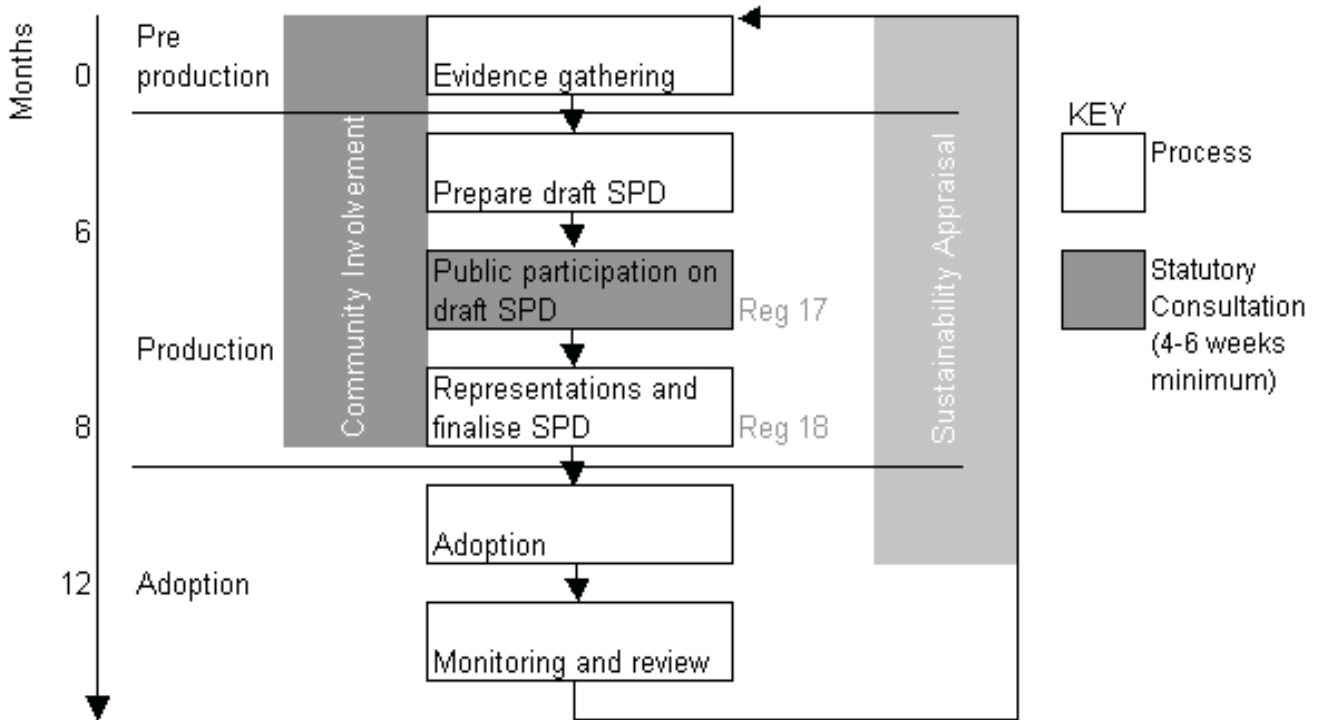 Months
0
6
8
12
Pre
production
Production
Adoption
Community Involvement
Evidence gathering
Prepare draft SPD
Public participation on
draft SPD
Reg 17
Representations and
finalise SPD
Reg 18
Adoption
Monitoring and review
Sustainability Appraisal
KEY
Process
Statutory
Consultation
(4-6 weeks
minimum)